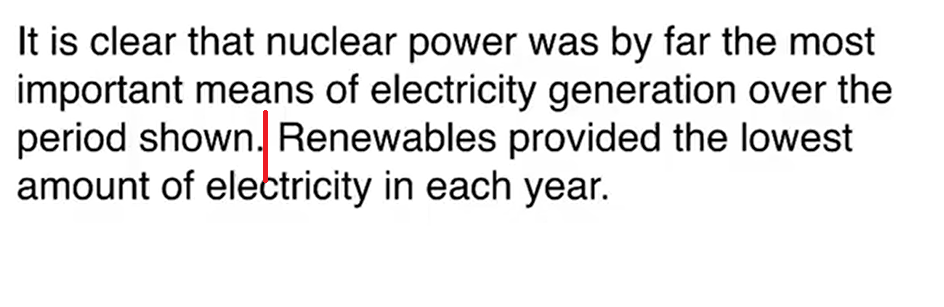 It is clear that nuclear power was by far the most
important means of electricity generation over the
period shown. Renewables provided the lowest
amount of electricity in each year.